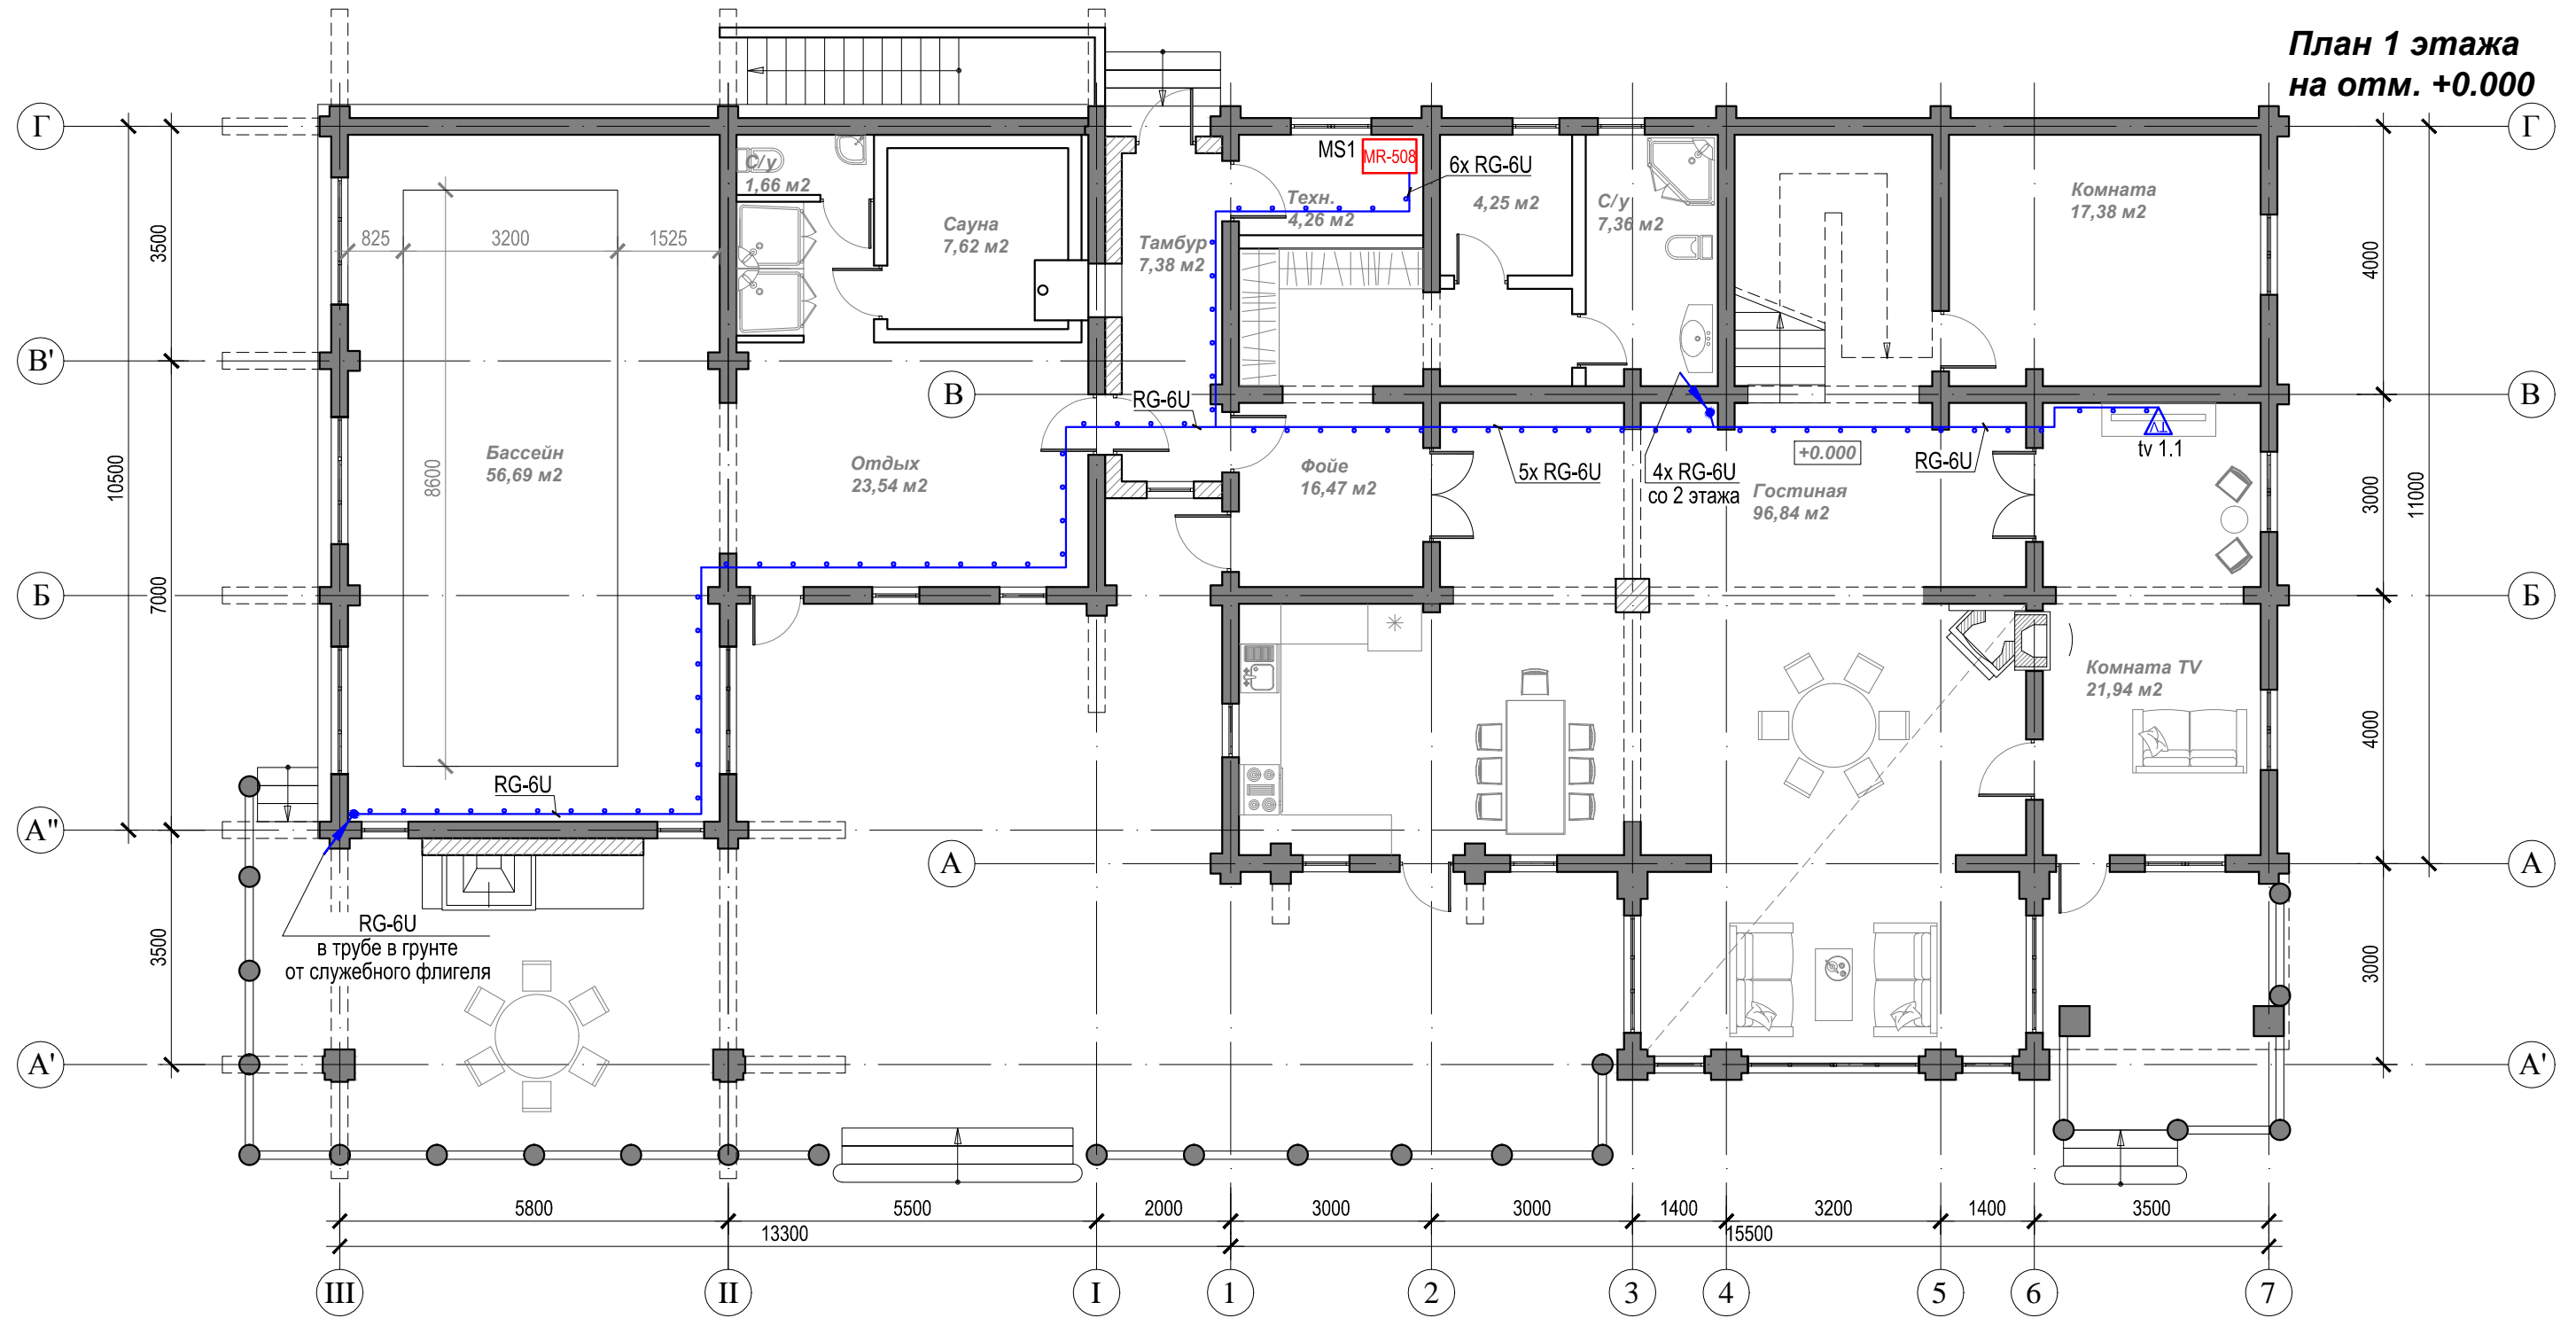 План 1 этажа
на отм. +0.000
Г
Г
MS1
MR-508
6x RG-6U
С/у
1,66 м2
Техн.
4,26 м2
4,25 м2
С/у
7,36 м2
Комната
17,38 м2
Сауна
7,62 м2
Тамбур
7,38 м2
825
3200
1525
3500
4000
4000
В'
В
В
RG-6U
Бассейн
56,69 м2
8600
10500
Отдых
23,54 м2
Фойе
16,47 м2
5x RG-6U
4x RG-6U
со 2 этажа
+0.000
RG-6U
tv 1.1
TV
Гостиная
96,84 м2
3000
11000
Б
Б
7000
Комната TV
21,94 м2
4000
RG-6U
А"
А
А
RG-6U
в трубе в грунте
от служебного флигеля
3500
3000
А'
А'
5800
5500
2000
3000
3000
1400
3200
1400
3500
13300
15500
III
II
I
1
2
3
4
5
6
7